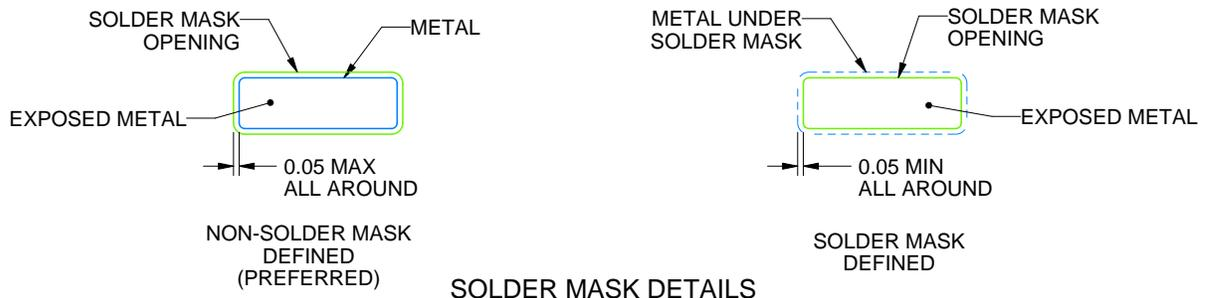 SOLDER MASK
OPENING
METAL
EXPOSED METAL
0.05 MAX
ALL AROUND
NON-SOLDER MASK
DEFINED
(PREFERRED)
METAL UNDER
SOLDER MASK
SOLDER MASK
OPENING
EXPOSED METAL
0.05 MIN
ALL AROUND
SOLDER MASK
DEFINED
SOLDER MASK DETAILS